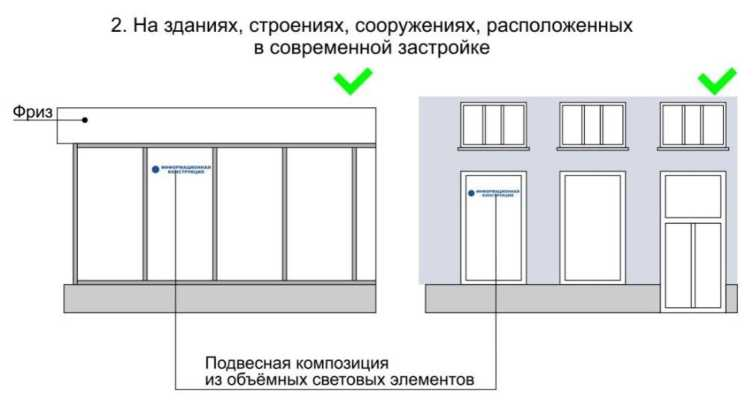 2. На зданиях, строениях, сооружениях, расположенных
в современной застройке
Фриз
ИНФОРМАЦИОННАЯ
КОНСТРУКЦИЯ
ИНФОРМАЦИОННАЯ
КОНСТРУКЦИЯ
Подвесная композиция
из объёмных световых элементов